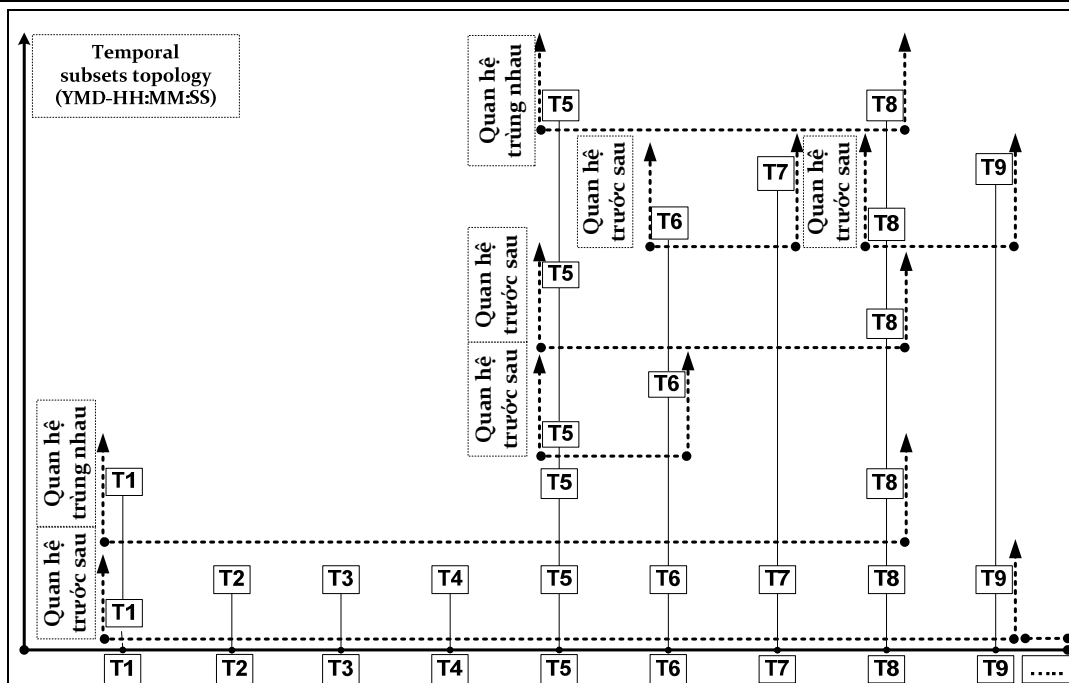 Temporal
subsets topology
(YMD-HH:MM:SS)
Quan hệ
trùng nhau
T5
T8
Quan hệ
trước sau
T7
Quan hệ
trước sau
T9
T6
T8
Quan hệ
trước sau
T5
T8
Quan hệ
trước sau
T6
T5
Quan hệ
trùng nhau
T1
T5
T8
Quan hệ
trước sau
T2
T3
T4
T5
T6
T7
T8
T9
T1
T1
T2
T3
T4
T5
T6
T7
T8
T9
.....